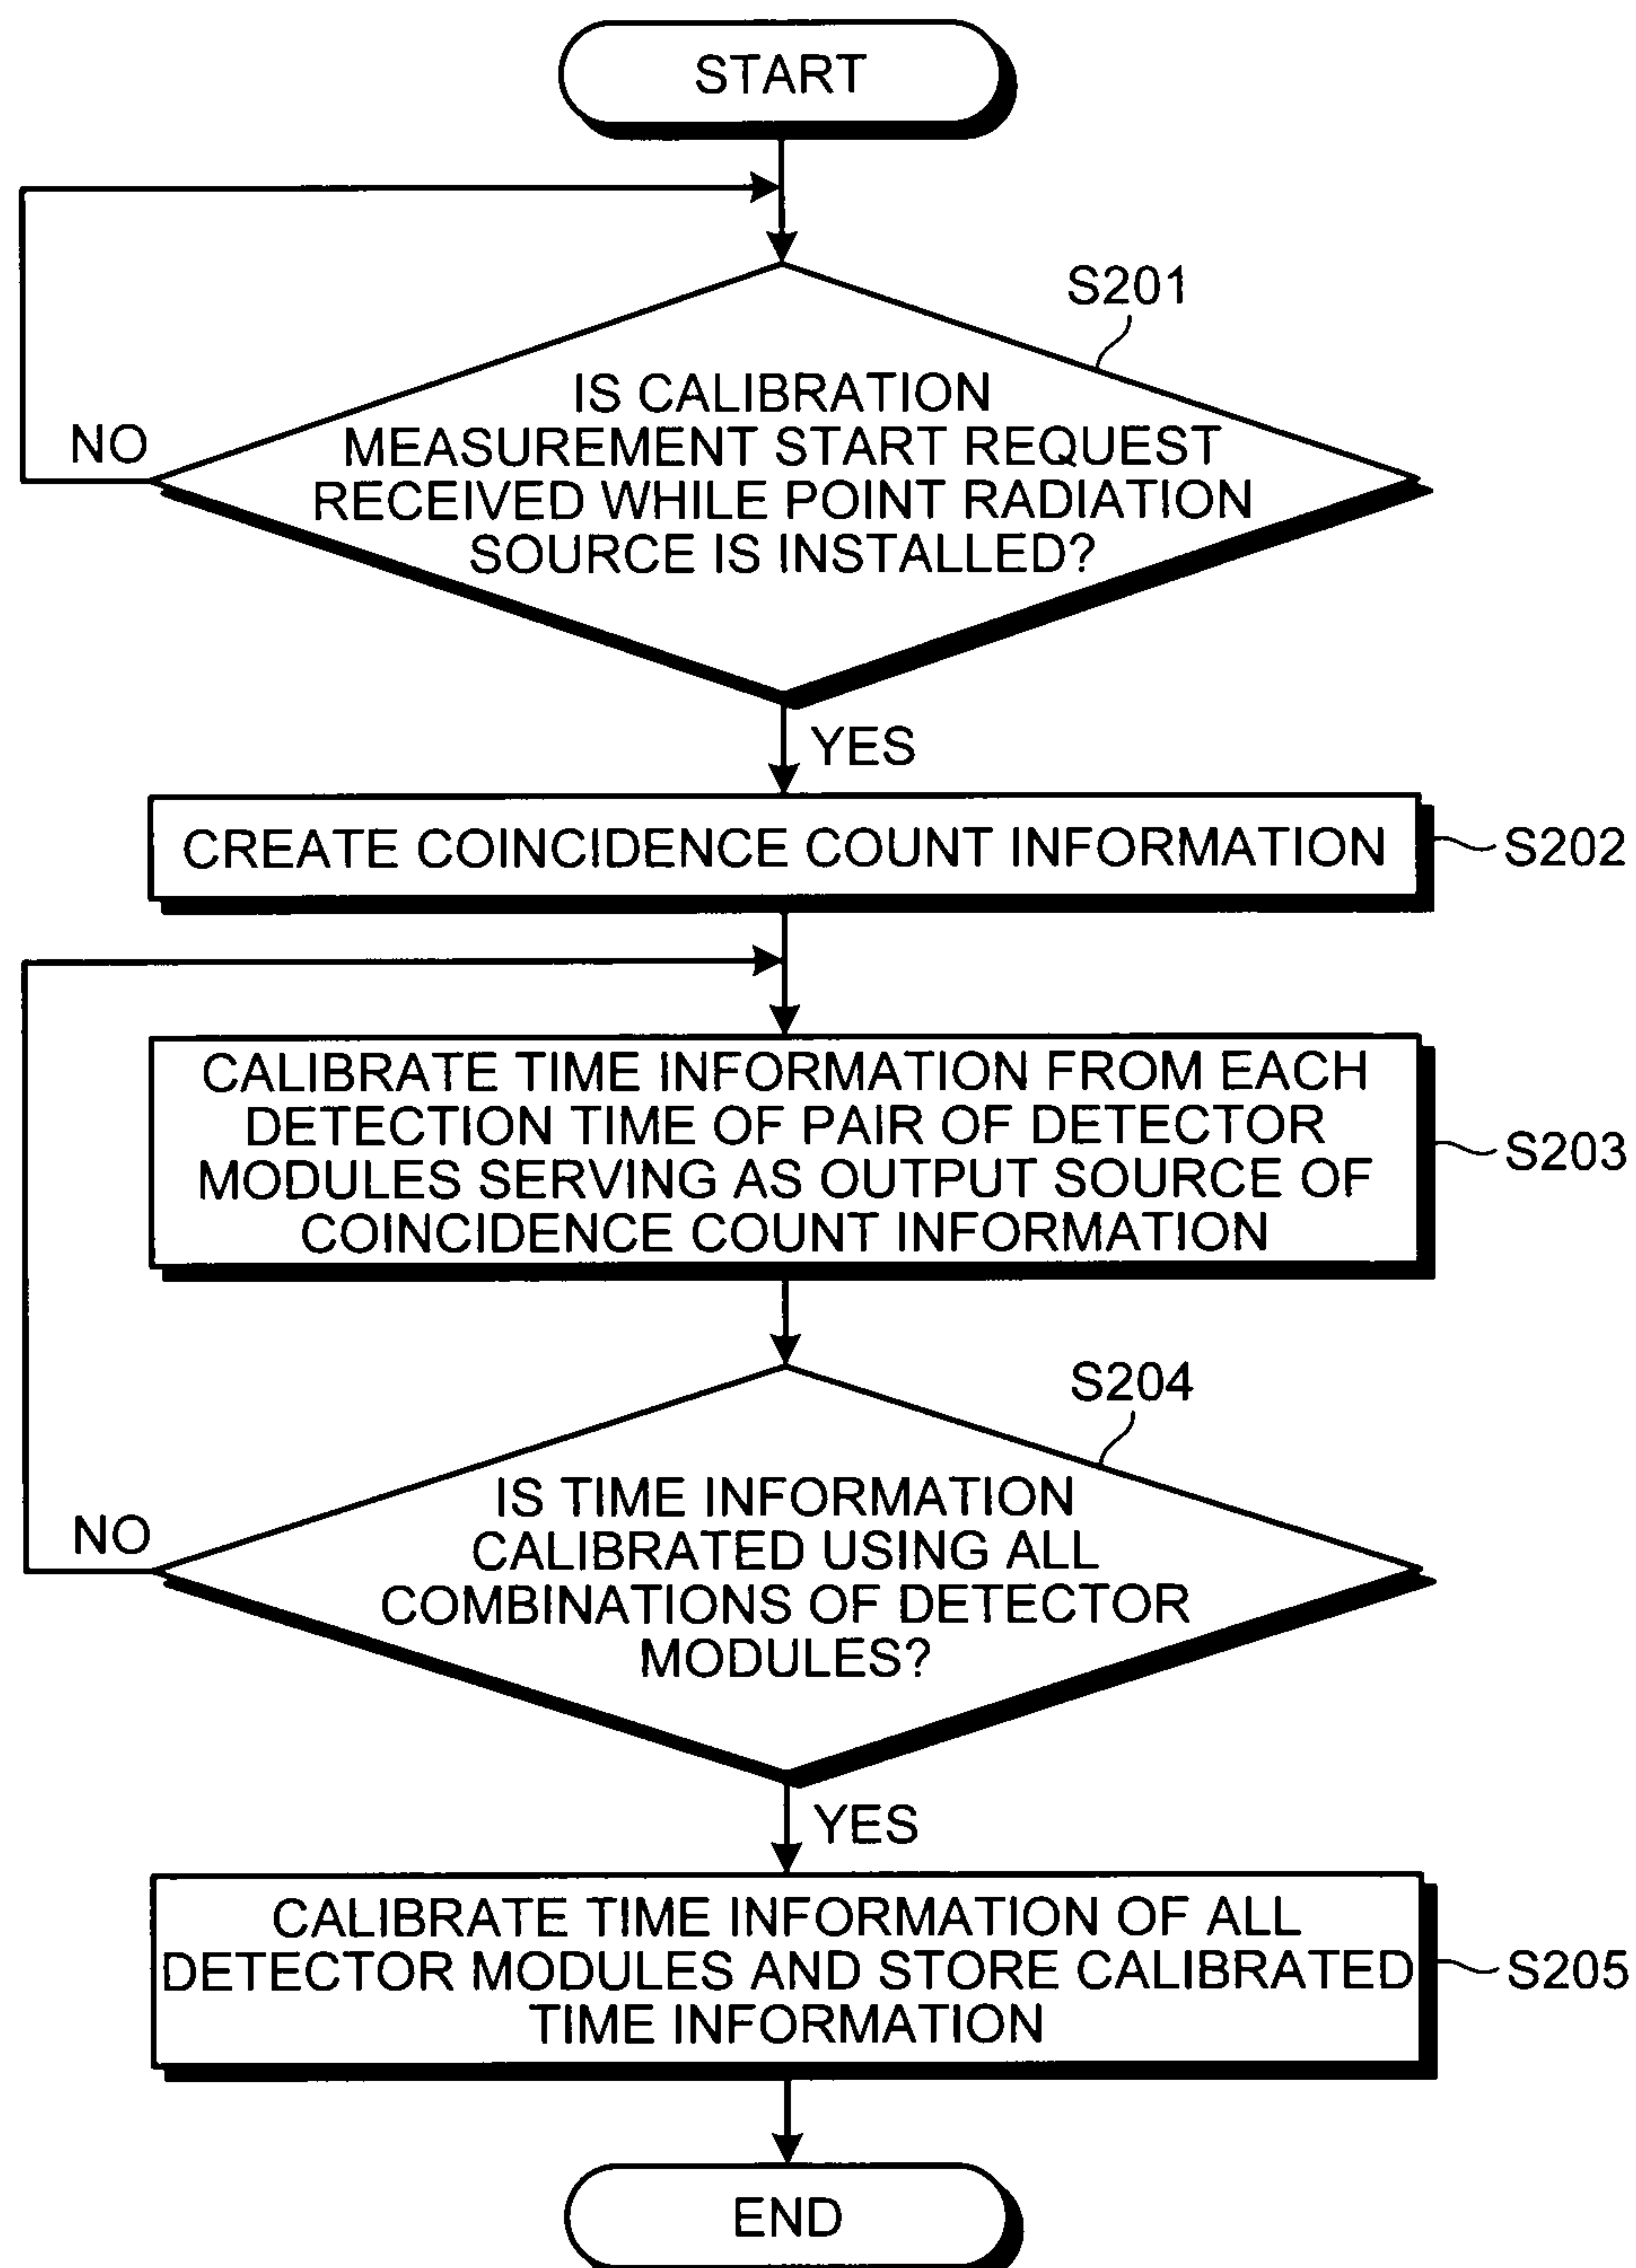 START
S201
IS CALIBRATION
MEASUREMENT START REQUEST
RECEIVED WHILE POINT RADIATION
SOURCE IS INSTALLED?
NO
YES
CREATE COINCIDENCE COUNT INFORMATION
S202
CALIBRATE TIME INFORMATION FROM EACH
DETECTION TIME OF PAIR OF DETECTOR
MODULES SERVING AS OUTPUT SOURCE OF
COINCIDENCE COUNT INFORMATION
S203
S204
IS TIME INFORMATION
CALIBRATED USING ALL
COMBINATIONS OF DETECTOR
MODULES?
NO
YES
CALIBRATE TIME INFORMATION OF ALL
DETECTOR MODULES AND STORE CALIBRATED
TIME INFORMATION
S205
END